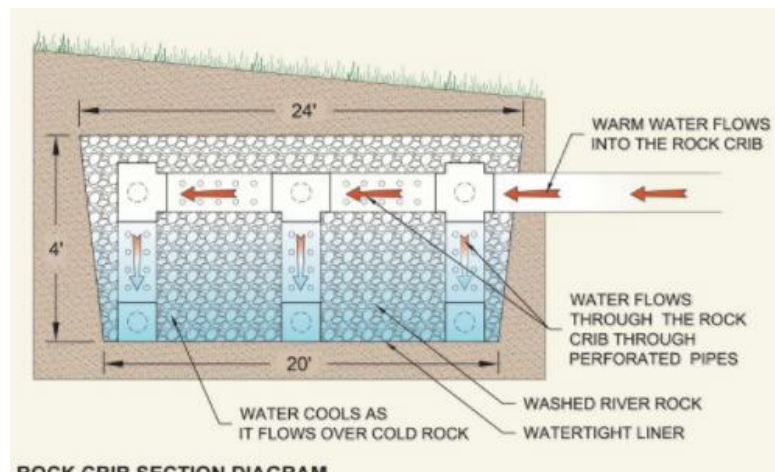 24'
WARM WATER FLOWS
INTO THE ROCK CRIB
4'
WATER FLOWS
THROUGH THE ROCK
CRIB THROUGH
PERFORATED PIPES
20'
WASHED RIVER ROCK
WATER COOLS AS
IT FLOWS OVER COLD ROCK
WATERTIGHT LINER
ROCK CRIB SECTION DIAGRAM